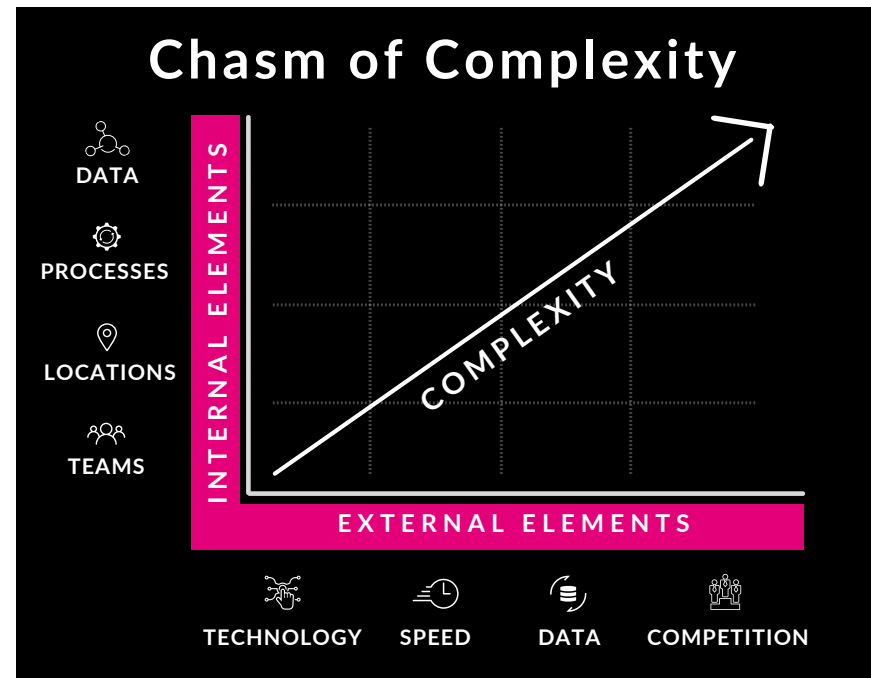 Chasm of Complexity
DATA
PROCESSES
LOCATIONS
TEAMS
INTERNAL ELEMENTS
COMPLEXITY
EXTERNAL ELEMENTS
TECHNOLOGY
SPEED
DATA
COMPETITION